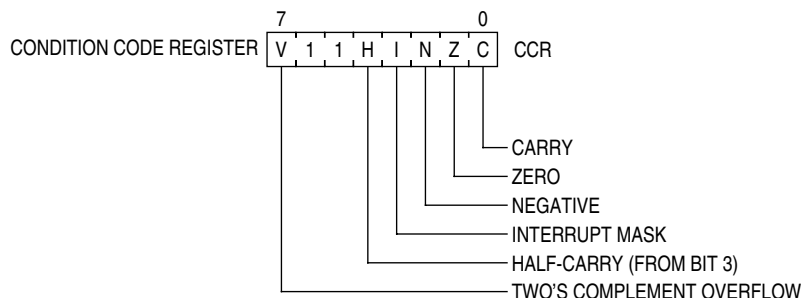 7 0
CONDITION CODE REGISTER V 1 1 H I N Z C CCR
CARRY
ZERO
NEGATIVE
INTERRUPT MASK
HALF-CARRY (FROM BIT 3)
TWO'S COMPLEMENT OVERFLOW